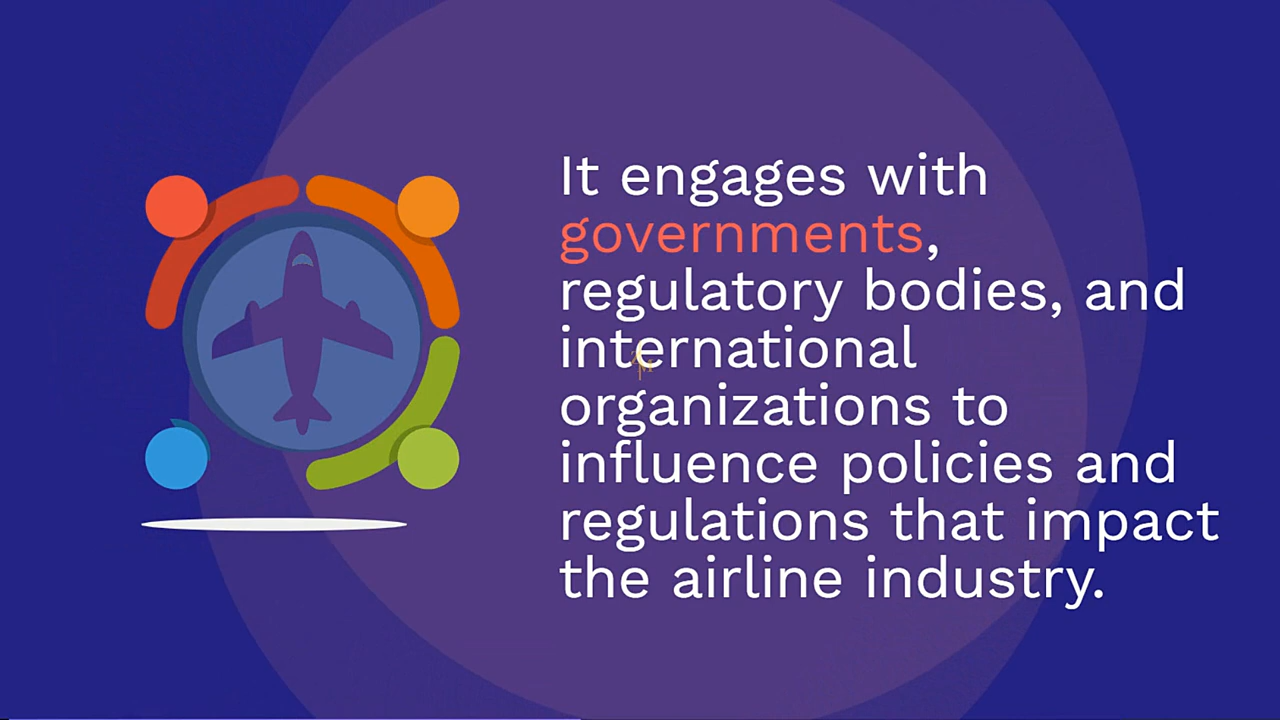 It engages with
governments,
regulatory bodies, and
international
organizations to
influence policies and
regulations that impact
the airline industry.